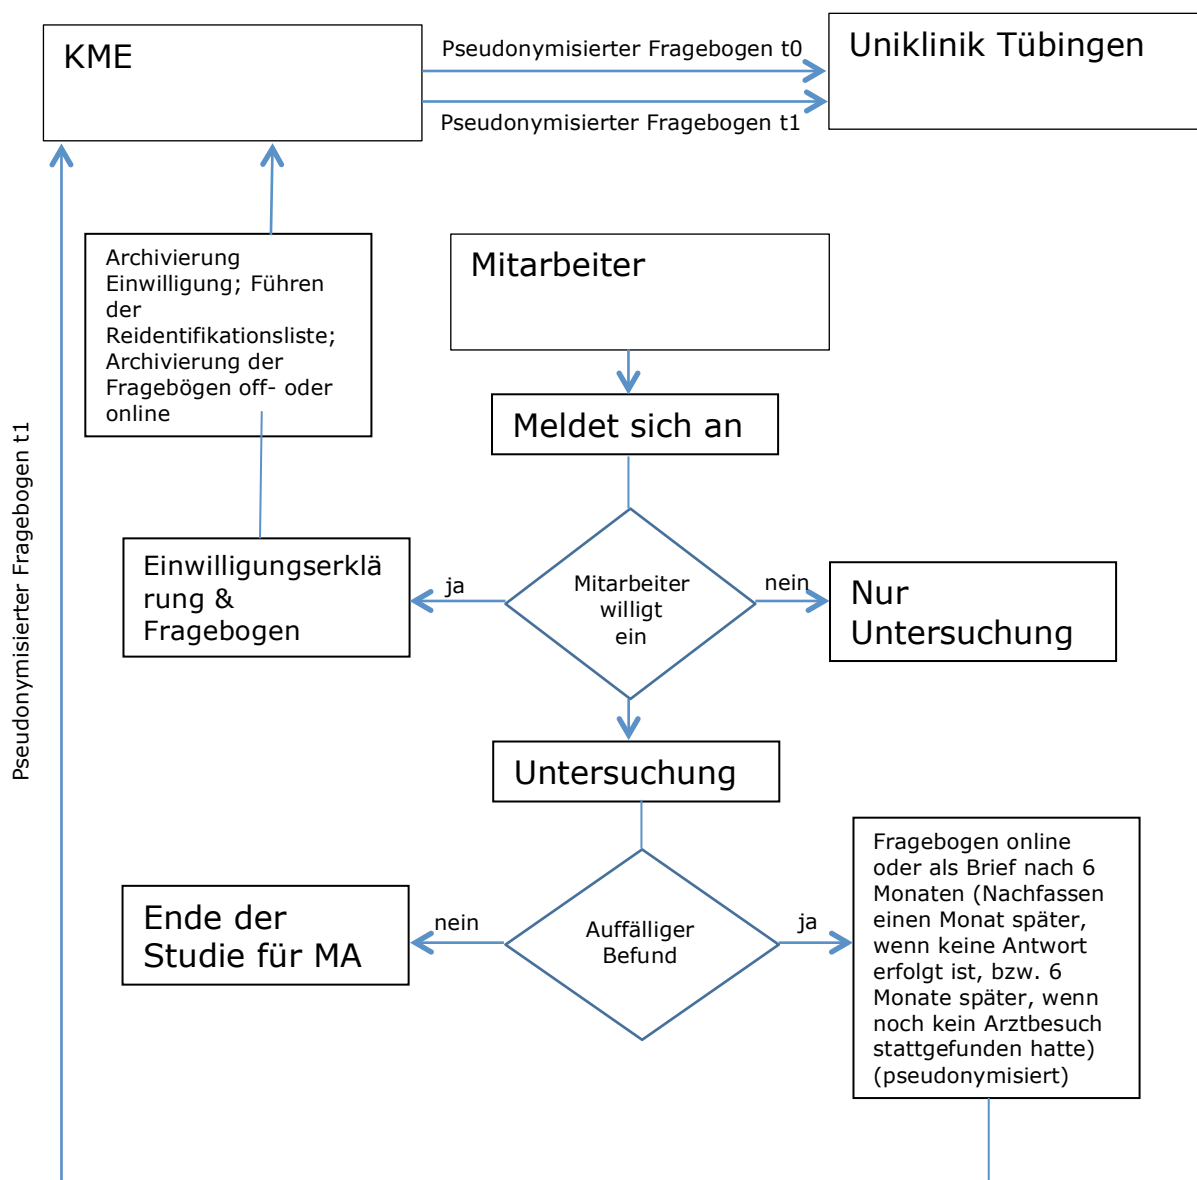 KME
Pseudonymisierter Fragebogen t0
Pseudonymisierter Fragebogen t1
Uniklinik Tübingen
Archivierung
Einwilligung; Führen
der
Reidentifikationsliste;
Archivierung der
Fragebögen off- oder
online
Mitarbeiter
Meldet sich an
Pseudonymisierter Fragebogen t1
Einwilligungserklä
rung &
Fragebogen
ja
Mitarbeiter
willigt
ein
nein
Nur
Untersuchung
Untersuchung
Ende der
Studie für MA
nein
Auffälliger
Befund
ja
Fragebogen online
oder als Brief nach 6
Monaten (Nachfassen
einen Monat später,
wenn keine Antwort
erfolgt ist, bzw. 6
Monate später, wenn
noch kein Arztbesuch
stattgefunden hatte)
(pseudonymisiert)